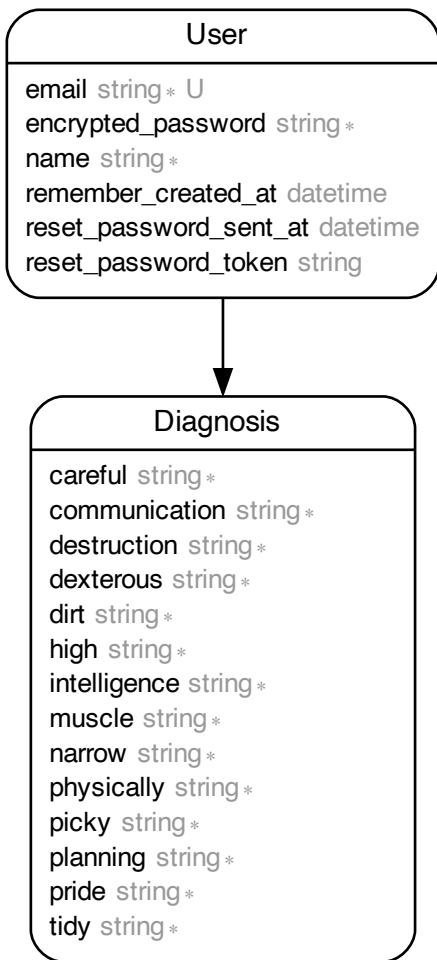 User
email string* U
encrypted_password string*
name string*
remember_created_at datetime
reset_password_sent_at datetime
reset_password_token string
Diagnosis
careful string*
communication string*
destruction string*
dexterous string*
dirt string*
high string*
intelligence string*
muscle string*
narrow string*
physically string*
picky string*
planning string*
pride string*
tidy string*